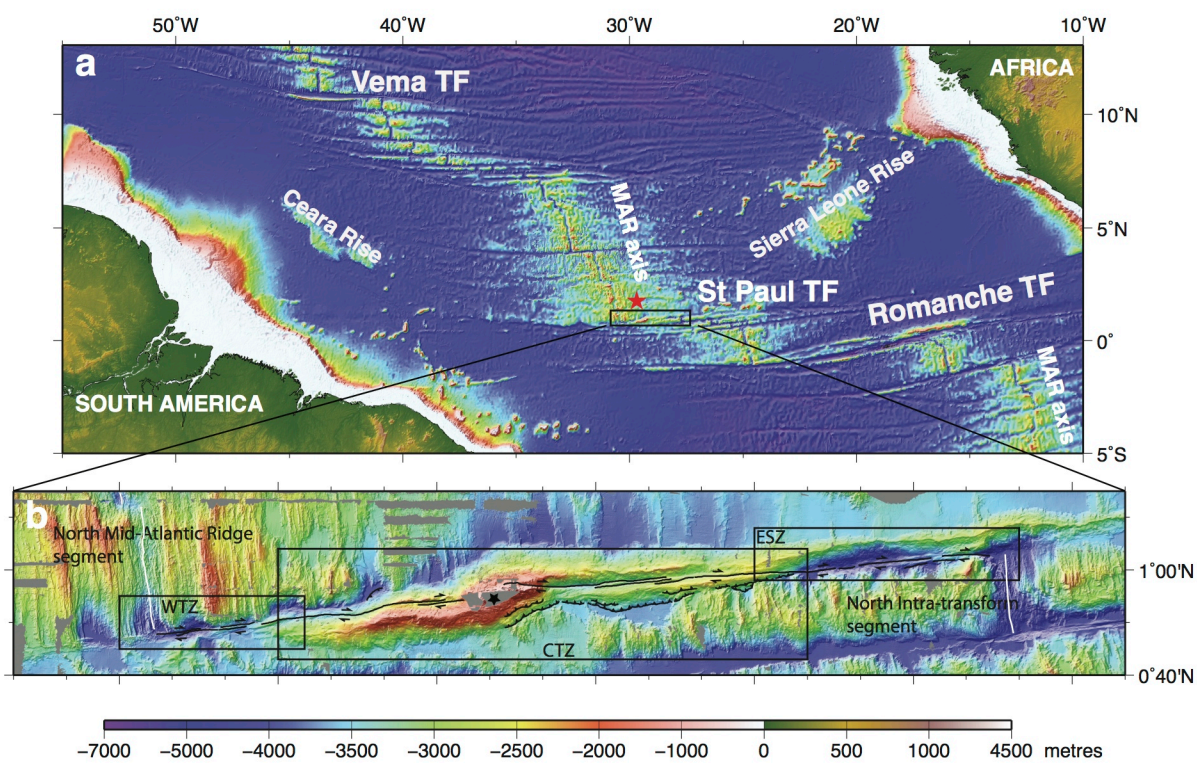 50˚W 40˚W 30˚W 20˚W 10˚W
a
Vema TF
AFRICA
10˚N
Ceara Rise
MAR axis
Sierra Leone Rise
5˚N
St Paul TF
Romanche TF
0˚
SOUTH AMERICA
MAR axis
5˚S
b
North Mid-Atlantic Ridge
segment
ESZ
1˚00'N
WTZ
North Intra-transform
segment
CTZ
0˚40'N
−7000 −5000 −4000 −3500 −3000 −2500 −2000 −1000 0 500 1000 4500 metres